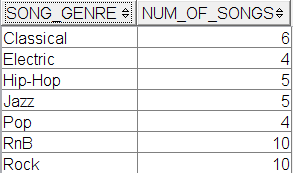 SONG_GENRE NUM_OF_SONGS
Classical 6
Electric 4
Hip-Hop 5
Jazz 5
Pop 4
RnB 10
Rock 10